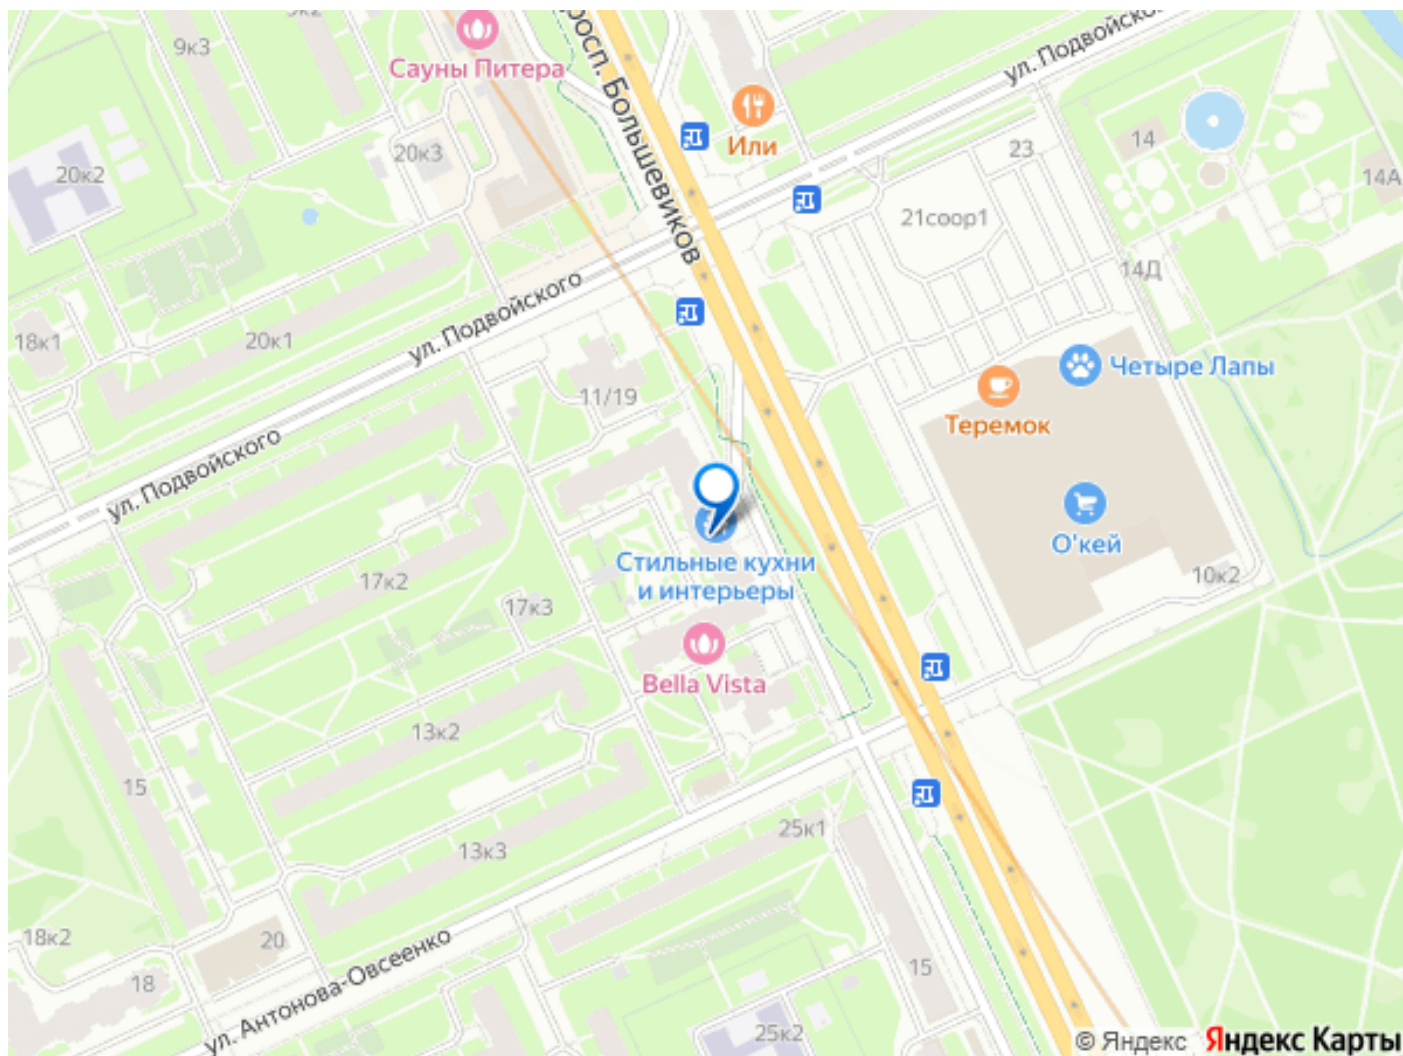 9к3
Сауны Питера
просп. Большевиков
ул. Подвойско
Или
20к3
20к2
23
14
14А
21соор1
14Д
18к1
20к1
ул. Подвойского
11/19
Четыре Лапы
Теремок
ул. Подвойского
О'кей
Стильные кухни
и интерьеры
10к2
17к2
17к3
Bella Vista
13к2
15
25к1
13к3
18к2
20
ул. Антонова-Овсеенко
18
15
25к2
© Яндекс Яндекс Карты